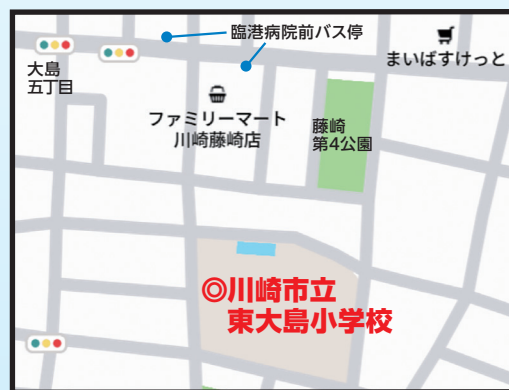 臨港病院前バス停
大島
五丁目
まいばすけっと
ファミリーマート
川崎藤崎店
藤崎
第4公園
◎川崎市立
東大島小学校